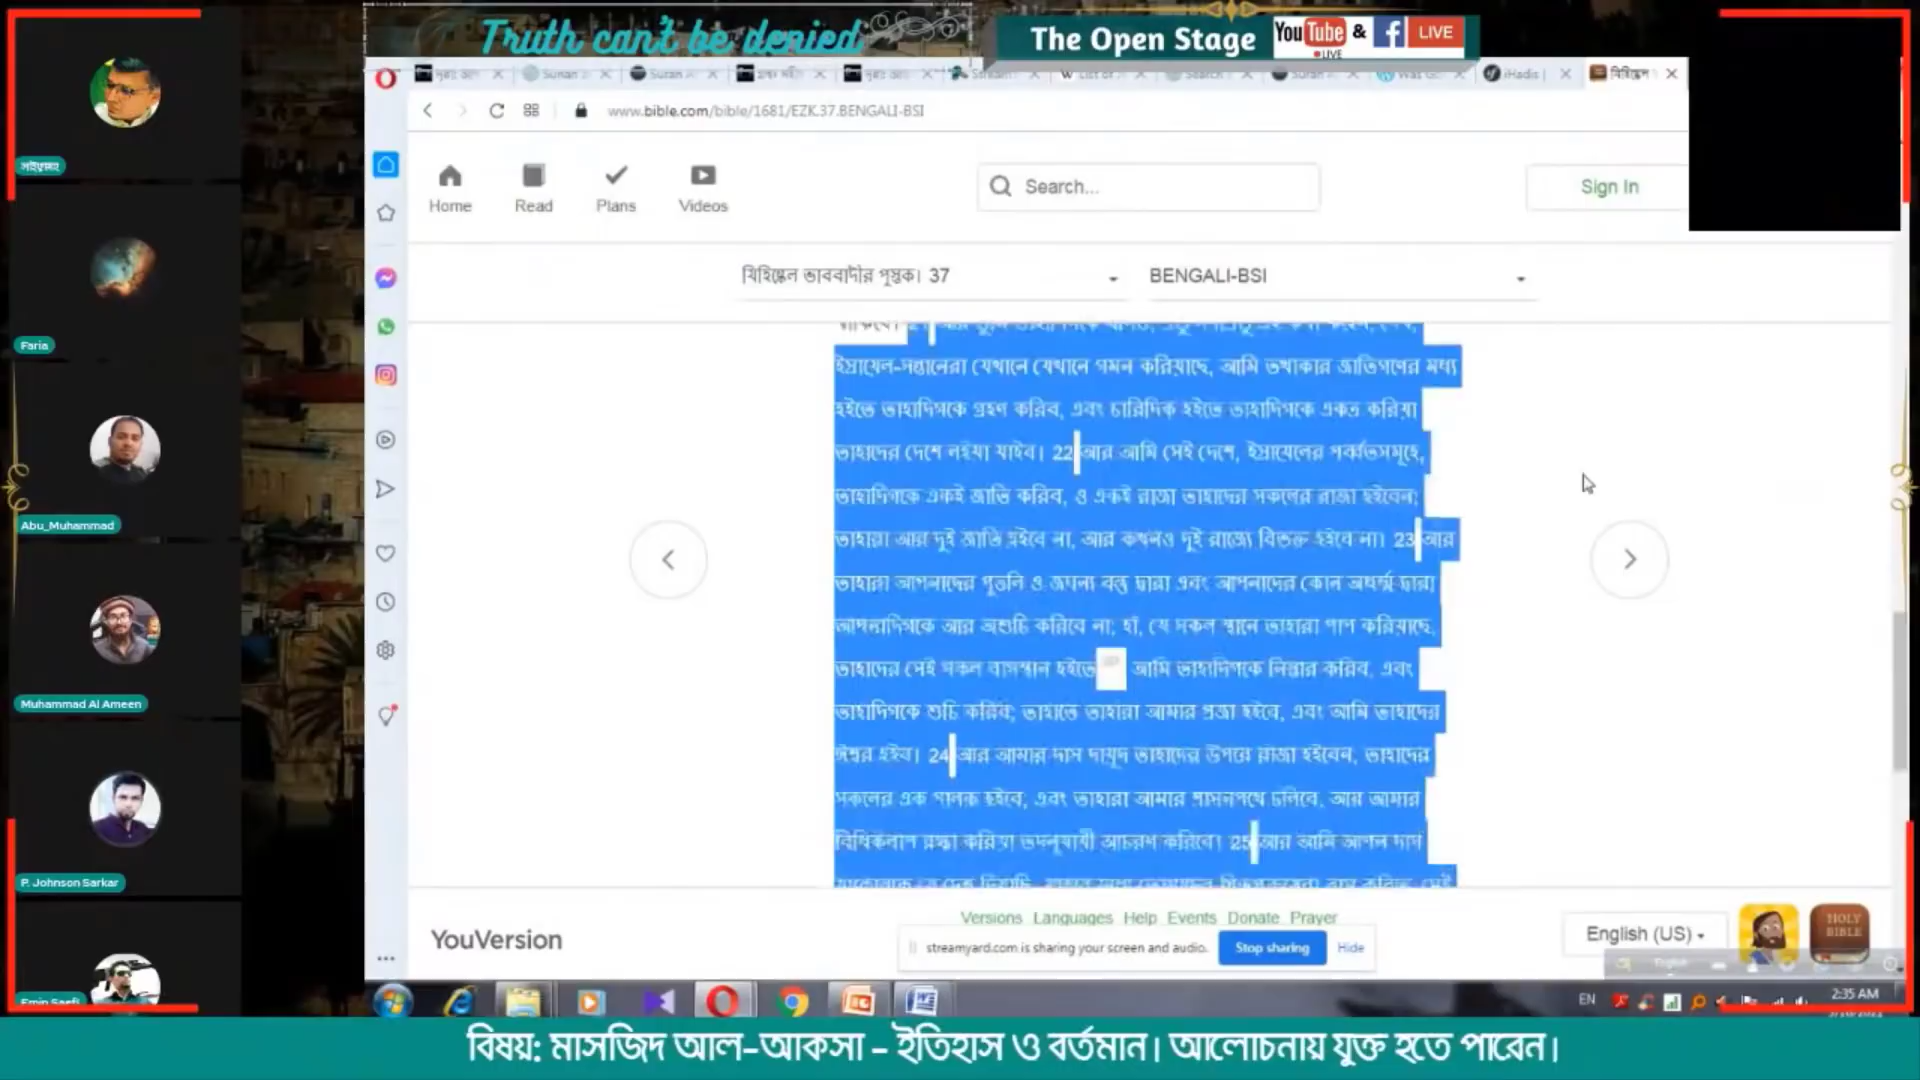 Truth can't be denied
The Open Stage
YouTube & f LIVE
LIVE
www.bible.com/bible/1681/EZK.37.BENGALI-BSI
Home
Read
Plans
Videos
Search...
Sign In
যিহিষ্কেল ভাববাদীর পুস্তক। 37
BENGALI-BSI
ইস্রায়েল-সন্তানেরা যেখানে যেখানে গমন করিয়াছে, আমি তথাকার জাতিগণের মধ্য
হইতে তাহাদিগকে গ্রহণ করিব, এবং চারিদিক হইতে তাহাদিগকে একত্র করিয়া
তাহাদের দেশে লইয়া যাইব। 22 আর আমি সেই দেশে, ইস্রায়েলের পর্ব্বতসমূহে,
তাহাদিগকে একই জাতি করিব, ও একই রাজা তাহাদের সকলের রাজা হইবেন;
তাহারা আর দুই জাতি হইবে না, আর কখনও দুই রাজ্যে বিভক্ত হইবে না। 23 আর
তাহারা আপনাদের পুত্তলি ও জঘন্য বস্তু দ্বারা এবং আপনাদের কোন অধর্ম্ম দ্বারা
আপনাদিগকে আর অশুচি করিবে না; হাঁ, যে সকল স্থানে তাহারা পাপ করিয়াছে,
তাহাদের সেই সকল বাসস্থান হইতে আমি তাহাদিগকে নিস্তার করিব, এবং
তাহাদিগকে শুচি করিব; তাহাতে তাহারা আমার প্রজা হইবে, এবং আমি তাহাদের
ঈশ্বর হইব। 24 আর আমার দাস দায়ূদ তাহাদের উপরে রাজা হইবেন, তাহাদের
সকলের এক পালক হইবে; এবং তাহারা আমার শাসনপথে চলিবে, আর আমার
বিধিকলাপ রক্ষা করিয়া তদনুযায়ী আচরণ করিবে। 25 আর আমি আপন দাস
YouVersion
Versions Languages Help Events Donate Prayer
streamyard.com is sharing your screen and audio. Stop sharing Hide
English (US)
HOLY
BIBLE
EN
2:35 AM
সাইফুল্লাহ
Faria
Abu_Muhammad
Muhammad Al Ameen
P. Johnson Sarkar
Emin Saefi
বিষয়: মাসজিদ আল-আকসা - ইতিহাস ও বর্তমান। আলোচনায় যুক্ত হতে পারেন।